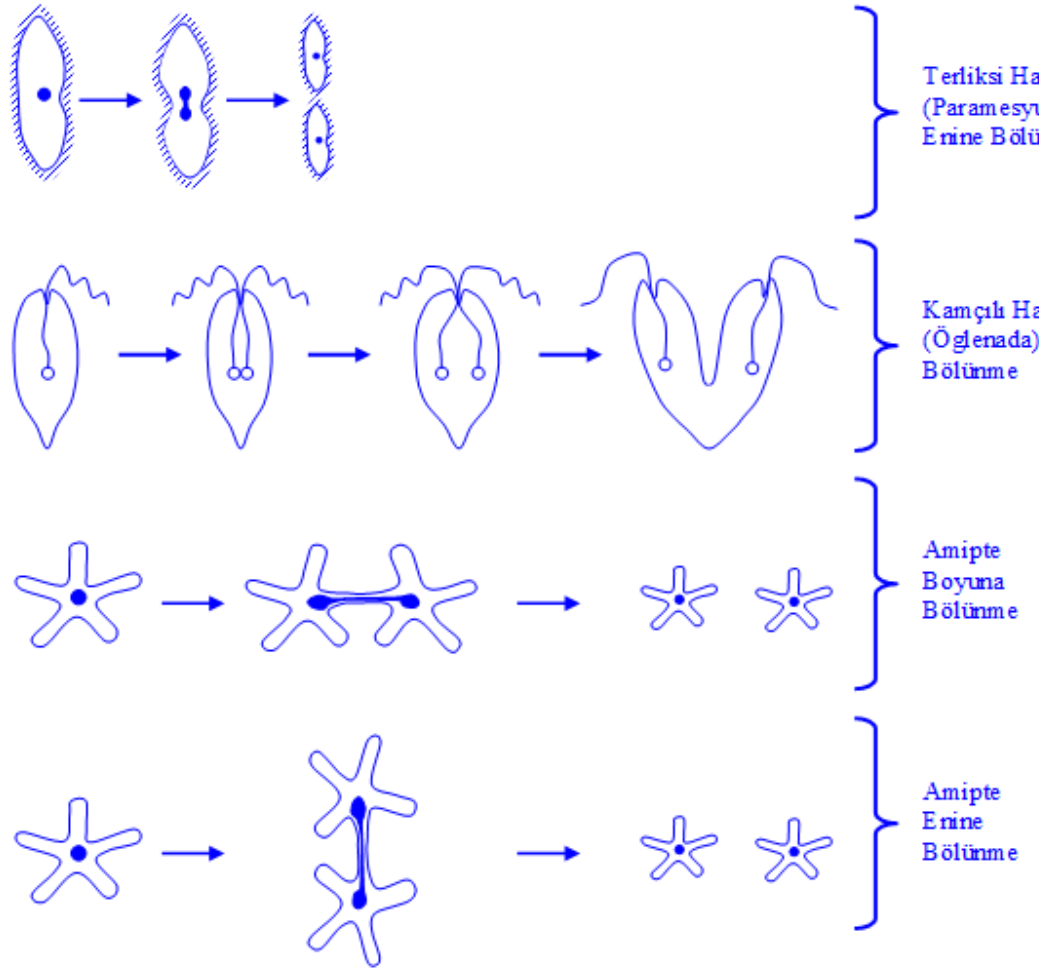 Terliksi Ha
(Paramesyu
Enine Bölü
Kamçılı Ha
(Öglenada)
Bölünme
Amipte
Boyuna
Bölünme
Amipte
Enine
Bölünme